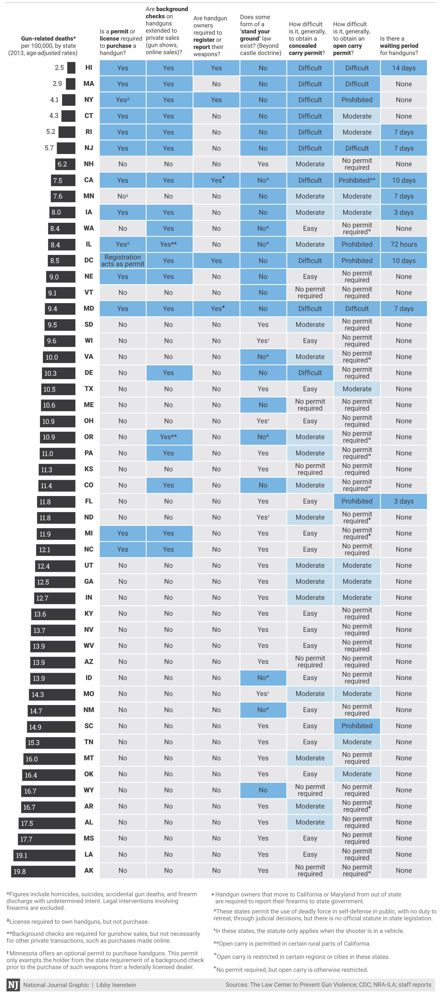 Gun-related deaths*
per 100,000, by state
(2013, age-adjusted rates)
Is a permit or
license required
to purchase a
handgun?
Are background
checks on
handguns
extended to
private sales
(gun shows,
online sales)?
Are handgun
owners
required to
register or
report their
weapons?
Does some
form of a
‘stand your
ground’ law
exist? (Beyond
castle doctrine)
How difficult
is it, generally,
to obtain a
concealed
carry permit?
How difficult
is it, generally,
to obtain an
open carry
permit?
Is there a
waiting period
for handguns?
2.5 HI Yes Yes Yes No Difficult Difficult 14 days
2.9 MA Yes Yes No No Difficult Difficult None
4.1 NY YesΔ Yes Yes No Difficult Prohibited None
4.3 CT Yes Yes No No Difficult Moderate None
5.2 RI Yes Yes No No Difficult Moderate 7 days
5.7 NJ Yes Yes No No Difficult Difficult 7 days
6.2 NH No No No Yes Moderate No permit required None
7.5 CA Yes Yes Yes• No^ Difficult Prohibited^^ 10 days
7.6 MN No‡ No No No Moderate Moderate 7 days
8.0 IA Yes Yes No No Moderate Moderate 3 days
8.4 WA No Yes No No^ Easy No permit required° None
8.4 IL YesΔ Yes** No No^ Moderate Prohibited 72 hours
8.5 DC Registration acts as permit Yes Yes No Difficult Prohibited 10 days
9.0 NE Yes Yes No No Easy No permit required None
9.1 VT No No No No No permit required No permit required None
9.4 MD Yes Yes Yes• No Difficult Difficult 7 days
9.5 SD No No No Yes Moderate No permit required None
9.6 WI No No No Yes† Easy No permit required None
10.0 VA No No No No^ Moderate No permit required° None
10.3 DE No Yes No No Difficult No permit required None
10.5 TX No No No Yes Easy Moderate None
10.6 ME No No No No No permit required No permit required None
10.9 OH No No No Yes† Easy No permit required None
10.9 OR No Yes** No No^ Moderate No permit required° None
11.0 PA No Yes No Yes Moderate No permit required° None
11.3 KS No No No Yes No permit required No permit required None
11.4 CO No Yes No No Moderate No permit required° None
11.8 FL No No No Yes Easy Prohibited 3 days
11.8 ND No No No Yes† Moderate No permit required+ None
11.9 MI Yes Yes No Yes Easy No permit required+ None
12.1 NC Yes Yes No Yes Easy No permit required None
12.4 UT No No No Yes Moderate Moderate None
12.5 GA No No No Yes Moderate Moderate None
12.7 IN No No No Yes Moderate Moderate None
13.6 KY No No No Yes Easy No permit required None
13.7 NV No No No Yes Easy No permit required None
13.9 WV No No No Yes Easy No permit required None
13.9 AZ No No No Yes No permit required No permit required None
13.9 ID No No No No^ Easy No permit required None
14.3 MO No No No Yes† Moderate Moderate None
14.7 NM No No No No^ Easy No permit required None
14.9 SC No No No Yes Easy Prohibited None
15.3 TN No No No Yes Easy Moderate None
16.0 MT No No No Yes Moderate No permit required None
16.4 OK No No No Yes Easy Moderate None
16.7 WY No No No No No permit required No permit required None
16.7 AR No No No Yes Moderate No permit required+ None
17.5 AL No No No Yes Moderate No permit required None
17.7 MS No No No Yes Easy No permit required None
19.1 LA No No No Yes Easy No permit required None
19.8 AK No No No Yes No permit required No permit required° None
*Figures include homicides, suicides, accidental gun deaths, and firearm
discharge with undetermined intent. Legal interventions involving
firearms are excluded.
ΔLicense required to own handguns, but not purchase.
**Background checks are required for gunshow sales, but not necessarily
for other private transactions, such as purchases made online.
‡Minnesota offers an optional permit to purchase handguns. This permit
only exempts the holder from the state requirement of a background check
prior to the purchase of such weapons from a federally licensed dealer.
• Handgun owners that move to California or Maryland from out of state
are required to report their firearms to state government.
^These states permit the use of deadly force in self-defense in public, with no duty to
retreat, through judicial decisions, but there is no official statute in state legislation.
†In these states, the statute only applies when the shooter is in a vehicle.
^^Open carry is permitted in certain rural parts of California.
°Open carry is restricted in certain regions or cities in these states.
+No permit required, but open carry is otherwise restricted.
NJ National Journal Graphic | Libby Isenstein
Sources: The Law Center to Prevent Gun Violence; CDC; NRA-ILA; staff reports